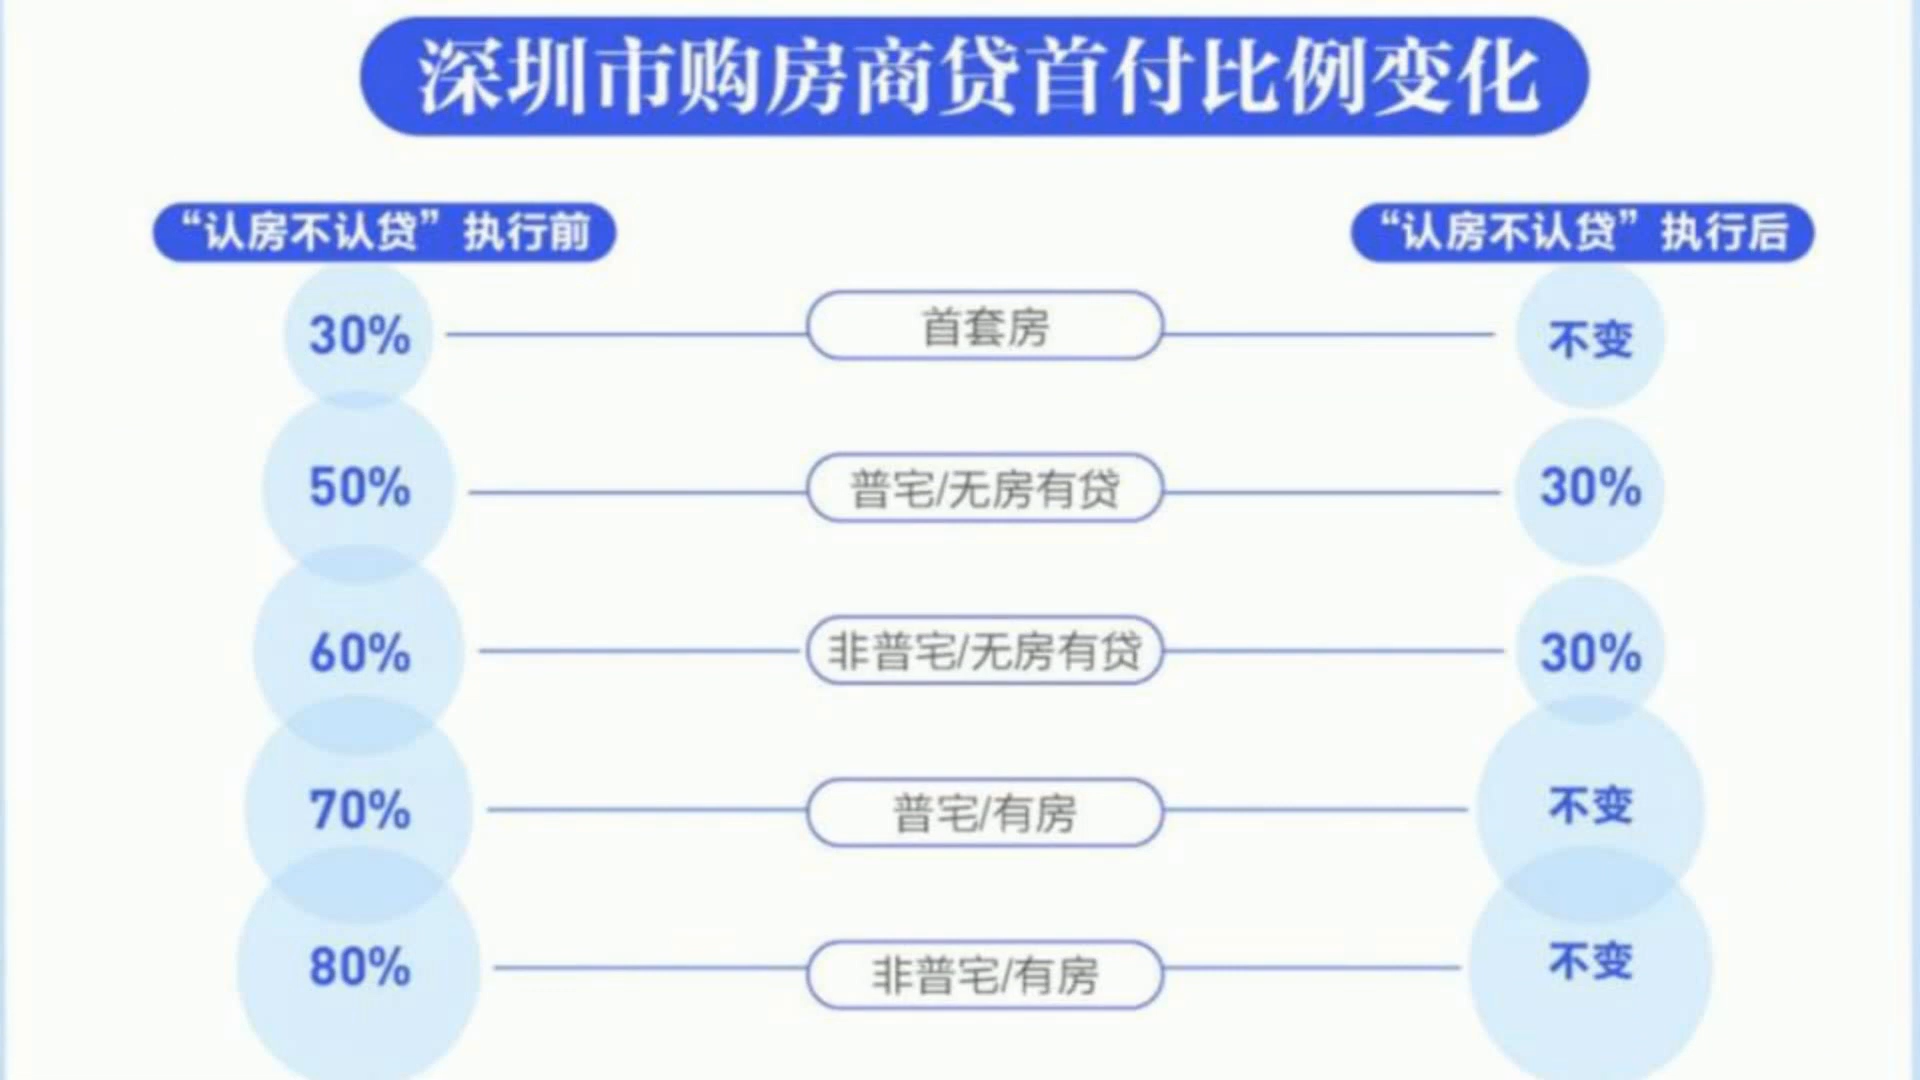 深圳市购房商贷首付比例变化
“认房不认贷”执行前
“认房不认贷”执行后
30%
首套房
不变
50%
普宅/无房有贷
30%
60%
非普宅/无房有贷
30%
70%
普宅/有房
不变
80%
非普宅/有房
不变